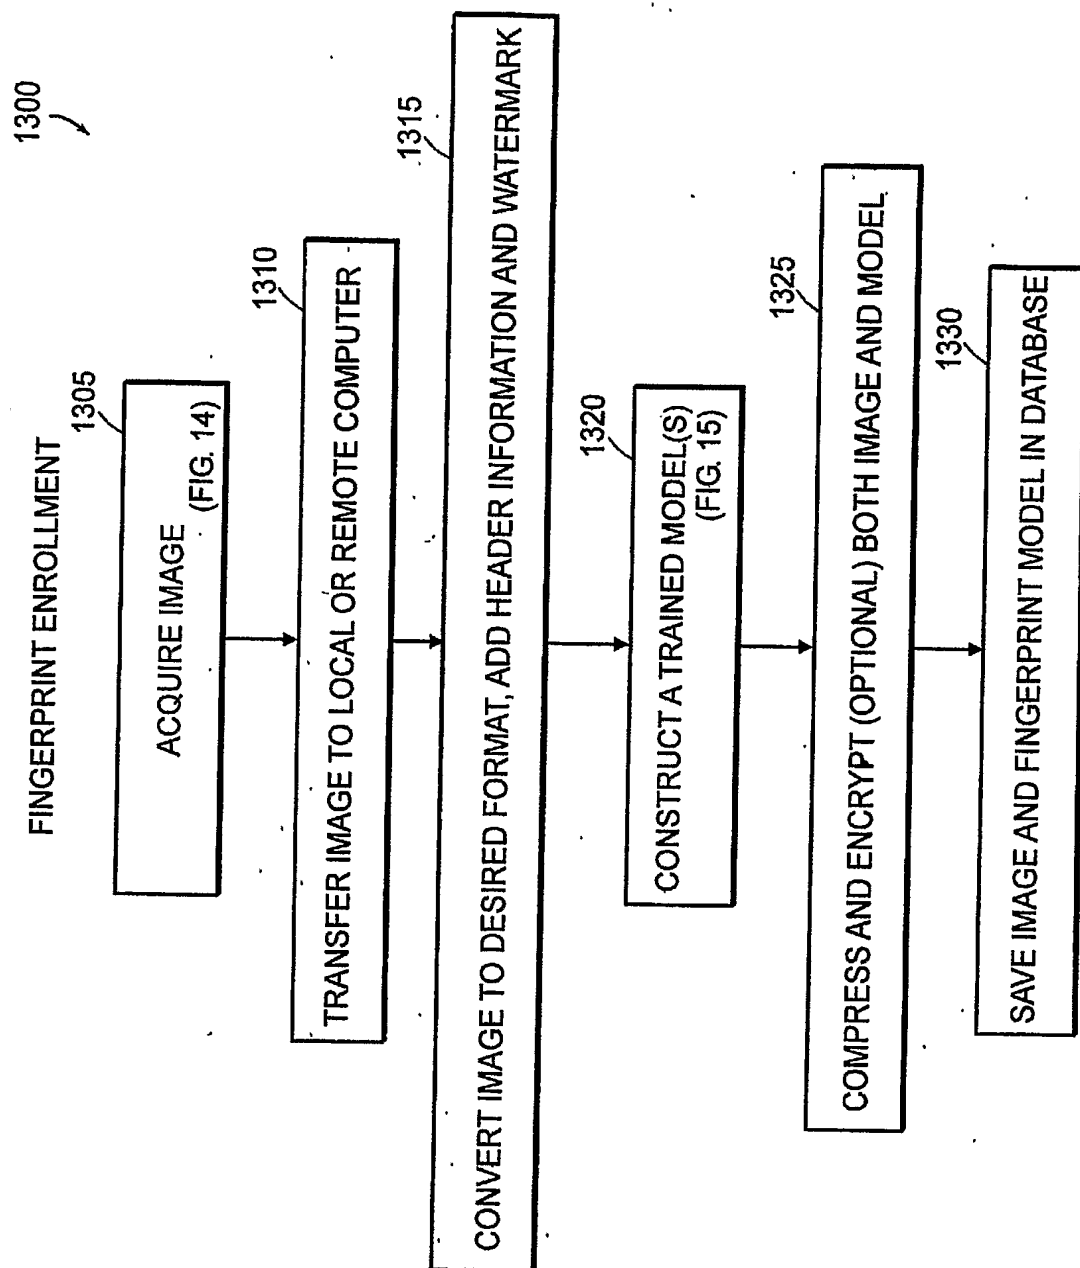 FINGERPRINT ENROLLMENT
1300
1305
ACQUIRE IMAGE
(FIG. 14)
1310
TRANSFER IMAGE TO LOCAL OR REMOTE COMPUTER
1315
CONVERT IMAGE TO DESIRED FORMAT, ADD HEADER INFORMATION AND WATERMARK
1320
CONSTRUCT A TRAINED MODEL(S)
(FIG. 15)
1325
COMPRESS AND ENCRYPT (OPTIONAL) BOTH IMAGE AND MODEL
1330
SAVE IMAGE AND FINGERPRINT MODEL IN DATABASE